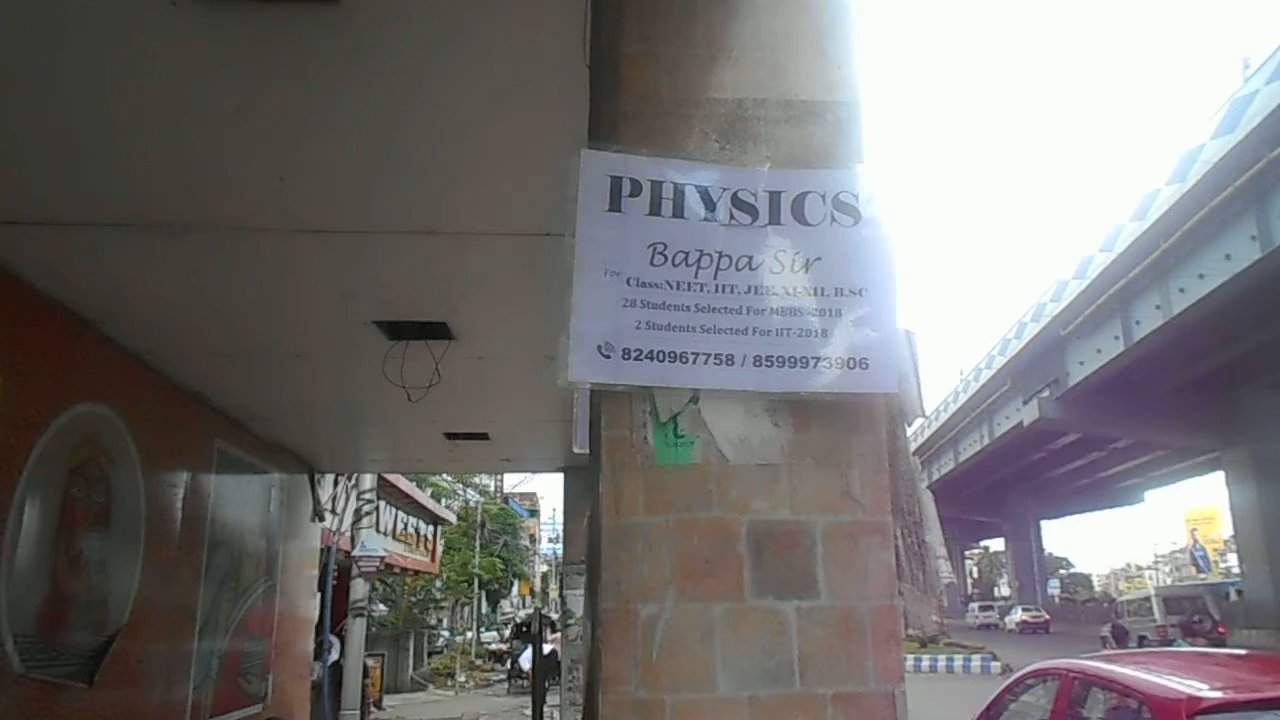 PHYSICS
Bappa Sir
For Class:NEET, IIT, JEE, XI-XII, B.SC
28 Students Selected For MBBS-2018
2 Students Selected For IIT-2018
8240967758 / 8599973906
WEETS